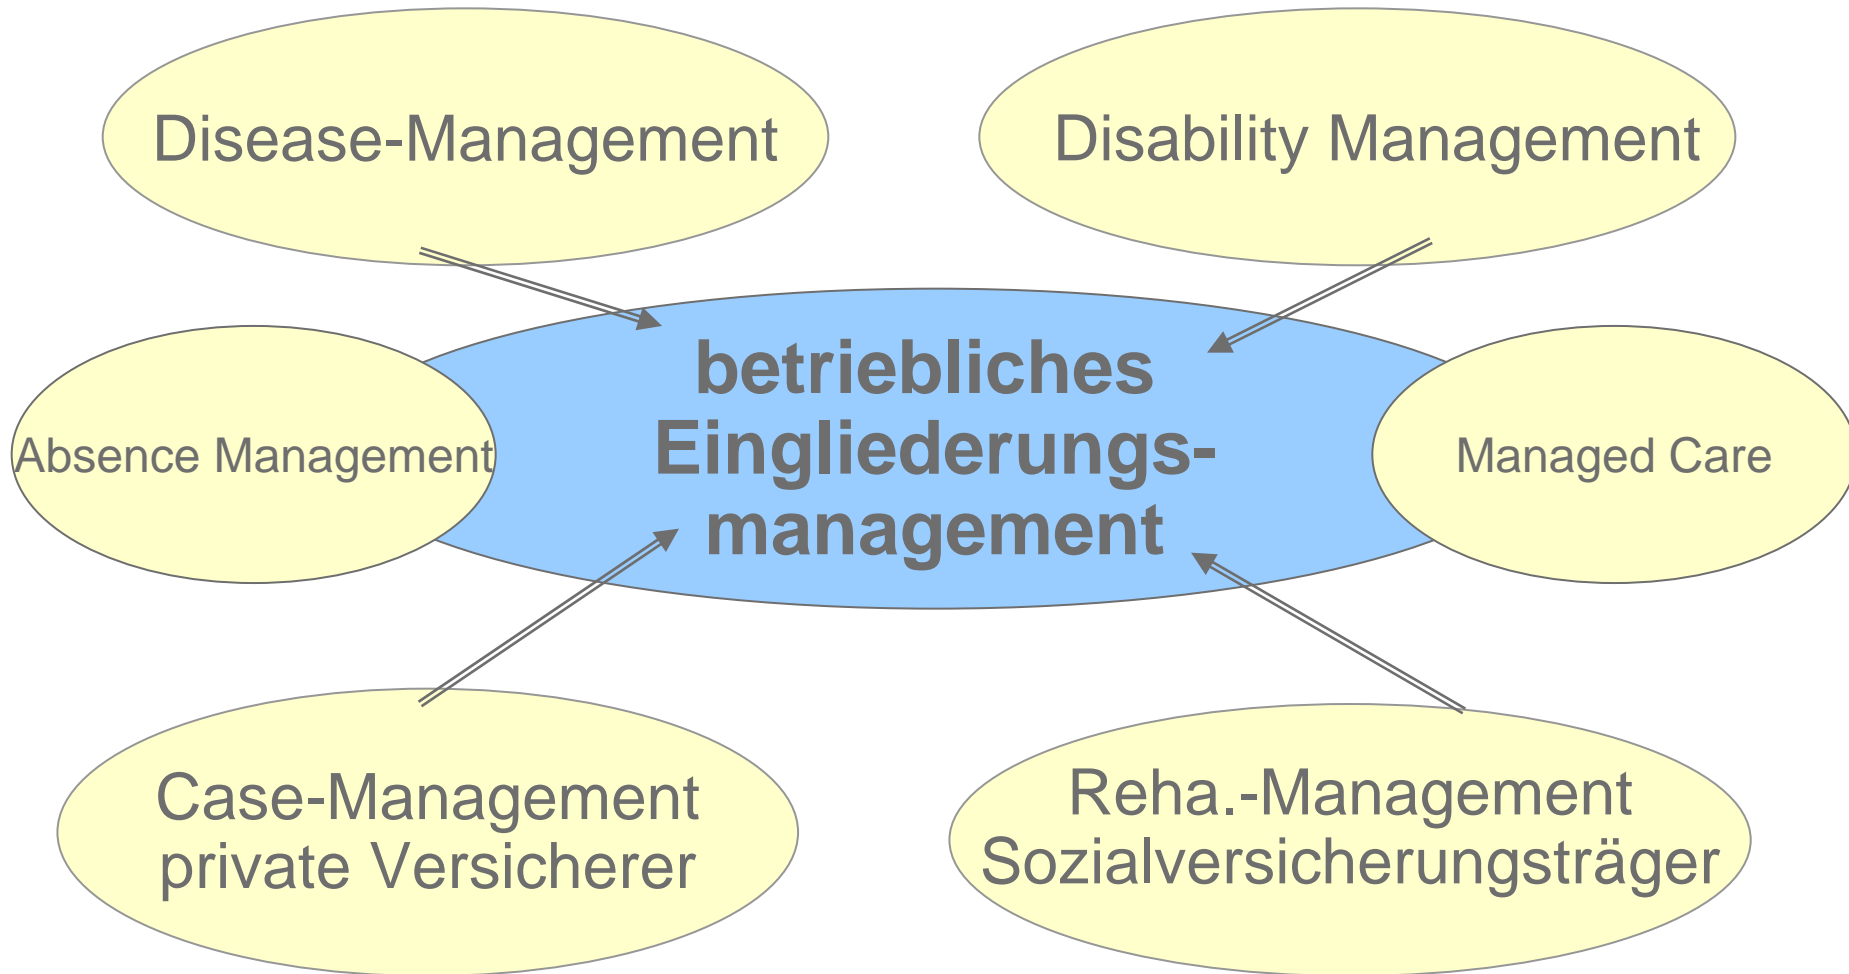 Disease-Management
Disability Management
betriebliches
Eingliederungs-
management
Absence Management
Managed Care
Case-Management
private Versicherer
Reha.-Management
Sozialversicherungsträger